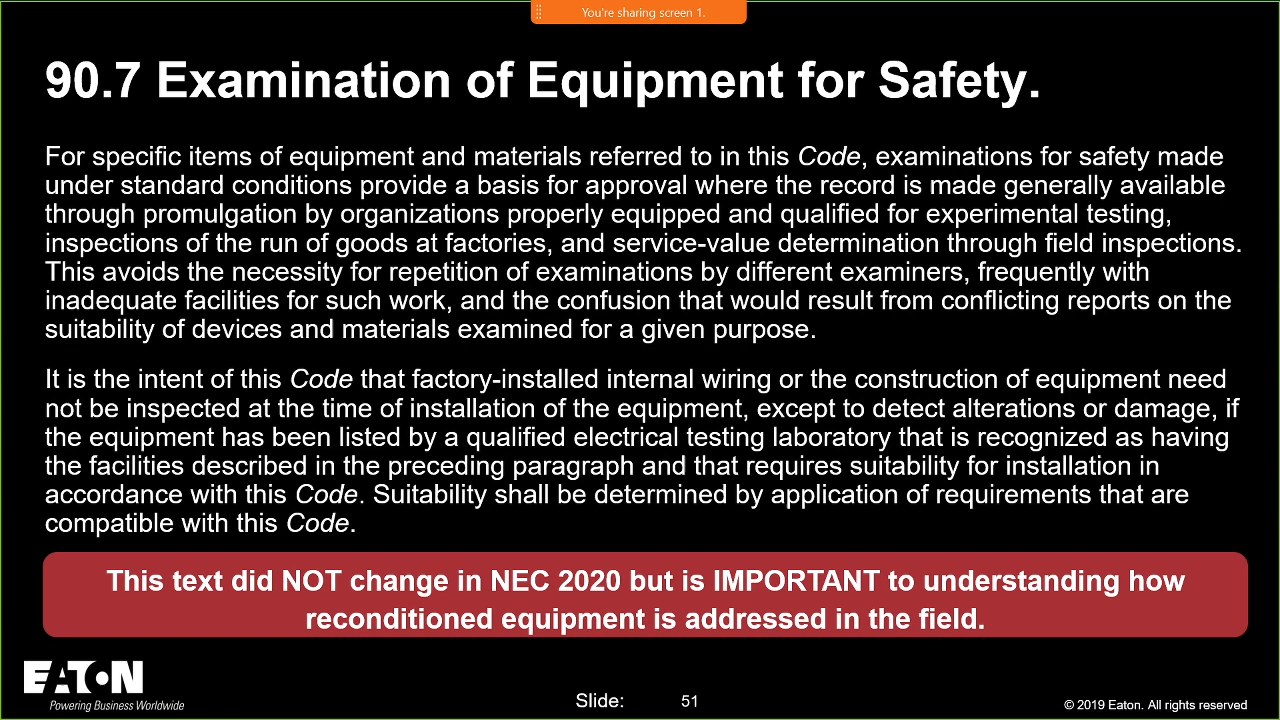 You're sharing screen 1.
90.7 Examination of Equipment for Safety.
For specific items of equipment and materials referred to in this Code, examinations for safety made
under standard conditions provide a basis for approval where the record is made generally available
through promulgation by organizations properly equipped and qualified for experimental testing,
inspections of the run of goods at factories, and service-value determination through field inspections.
This avoids the necessity for repetition of examinations by different examiners, frequently with
inadequate facilities for such work, and the confusion that would result from conflicting reports on the
suitability of devices and materials examined for a given purpose.
It is the intent of this Code that factory-installed internal wiring or the construction of equipment need
not be inspected at the time of installation of the equipment, except to detect alterations or damage, if
the equipment has been listed by a qualified electrical testing laboratory that is recognized as having
the facilities described in the preceding paragraph and that requires suitability for installation in
accordance with this Code. Suitability shall be determined by application of requirements that are
compatible with this Code.
This text did NOT change in NEC 2020 but is IMPORTANT to understanding how
reconditioned equipment is addressed in the field.
EATON
Powering Business Worldwide
Slide: 51
© 2019 Eaton. All rights reserved